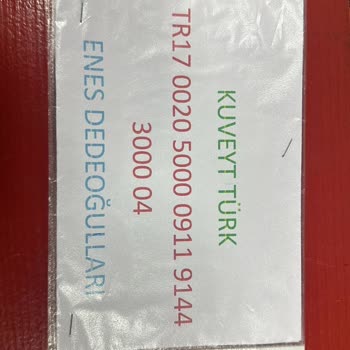 KUVEYT TÜRK
TR17 0020 5000 0911 9144
3000 04
ENES DEDEOĞULLARI